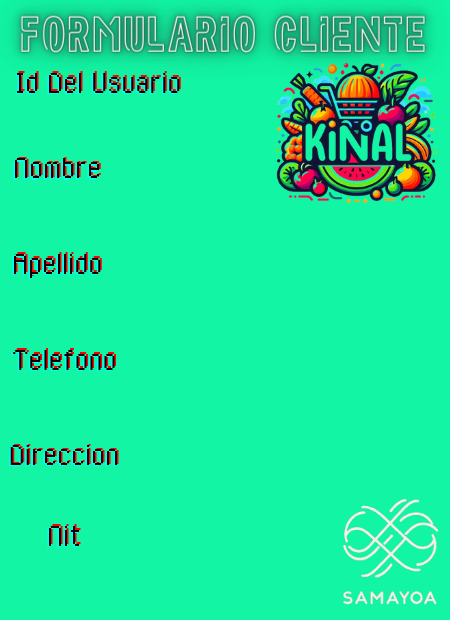 FORMULARIO CLIENTE
Id Del Usuario
KINAL
Nombre
Apellido
Telefono
Direccion
Nit
SAMAYOA